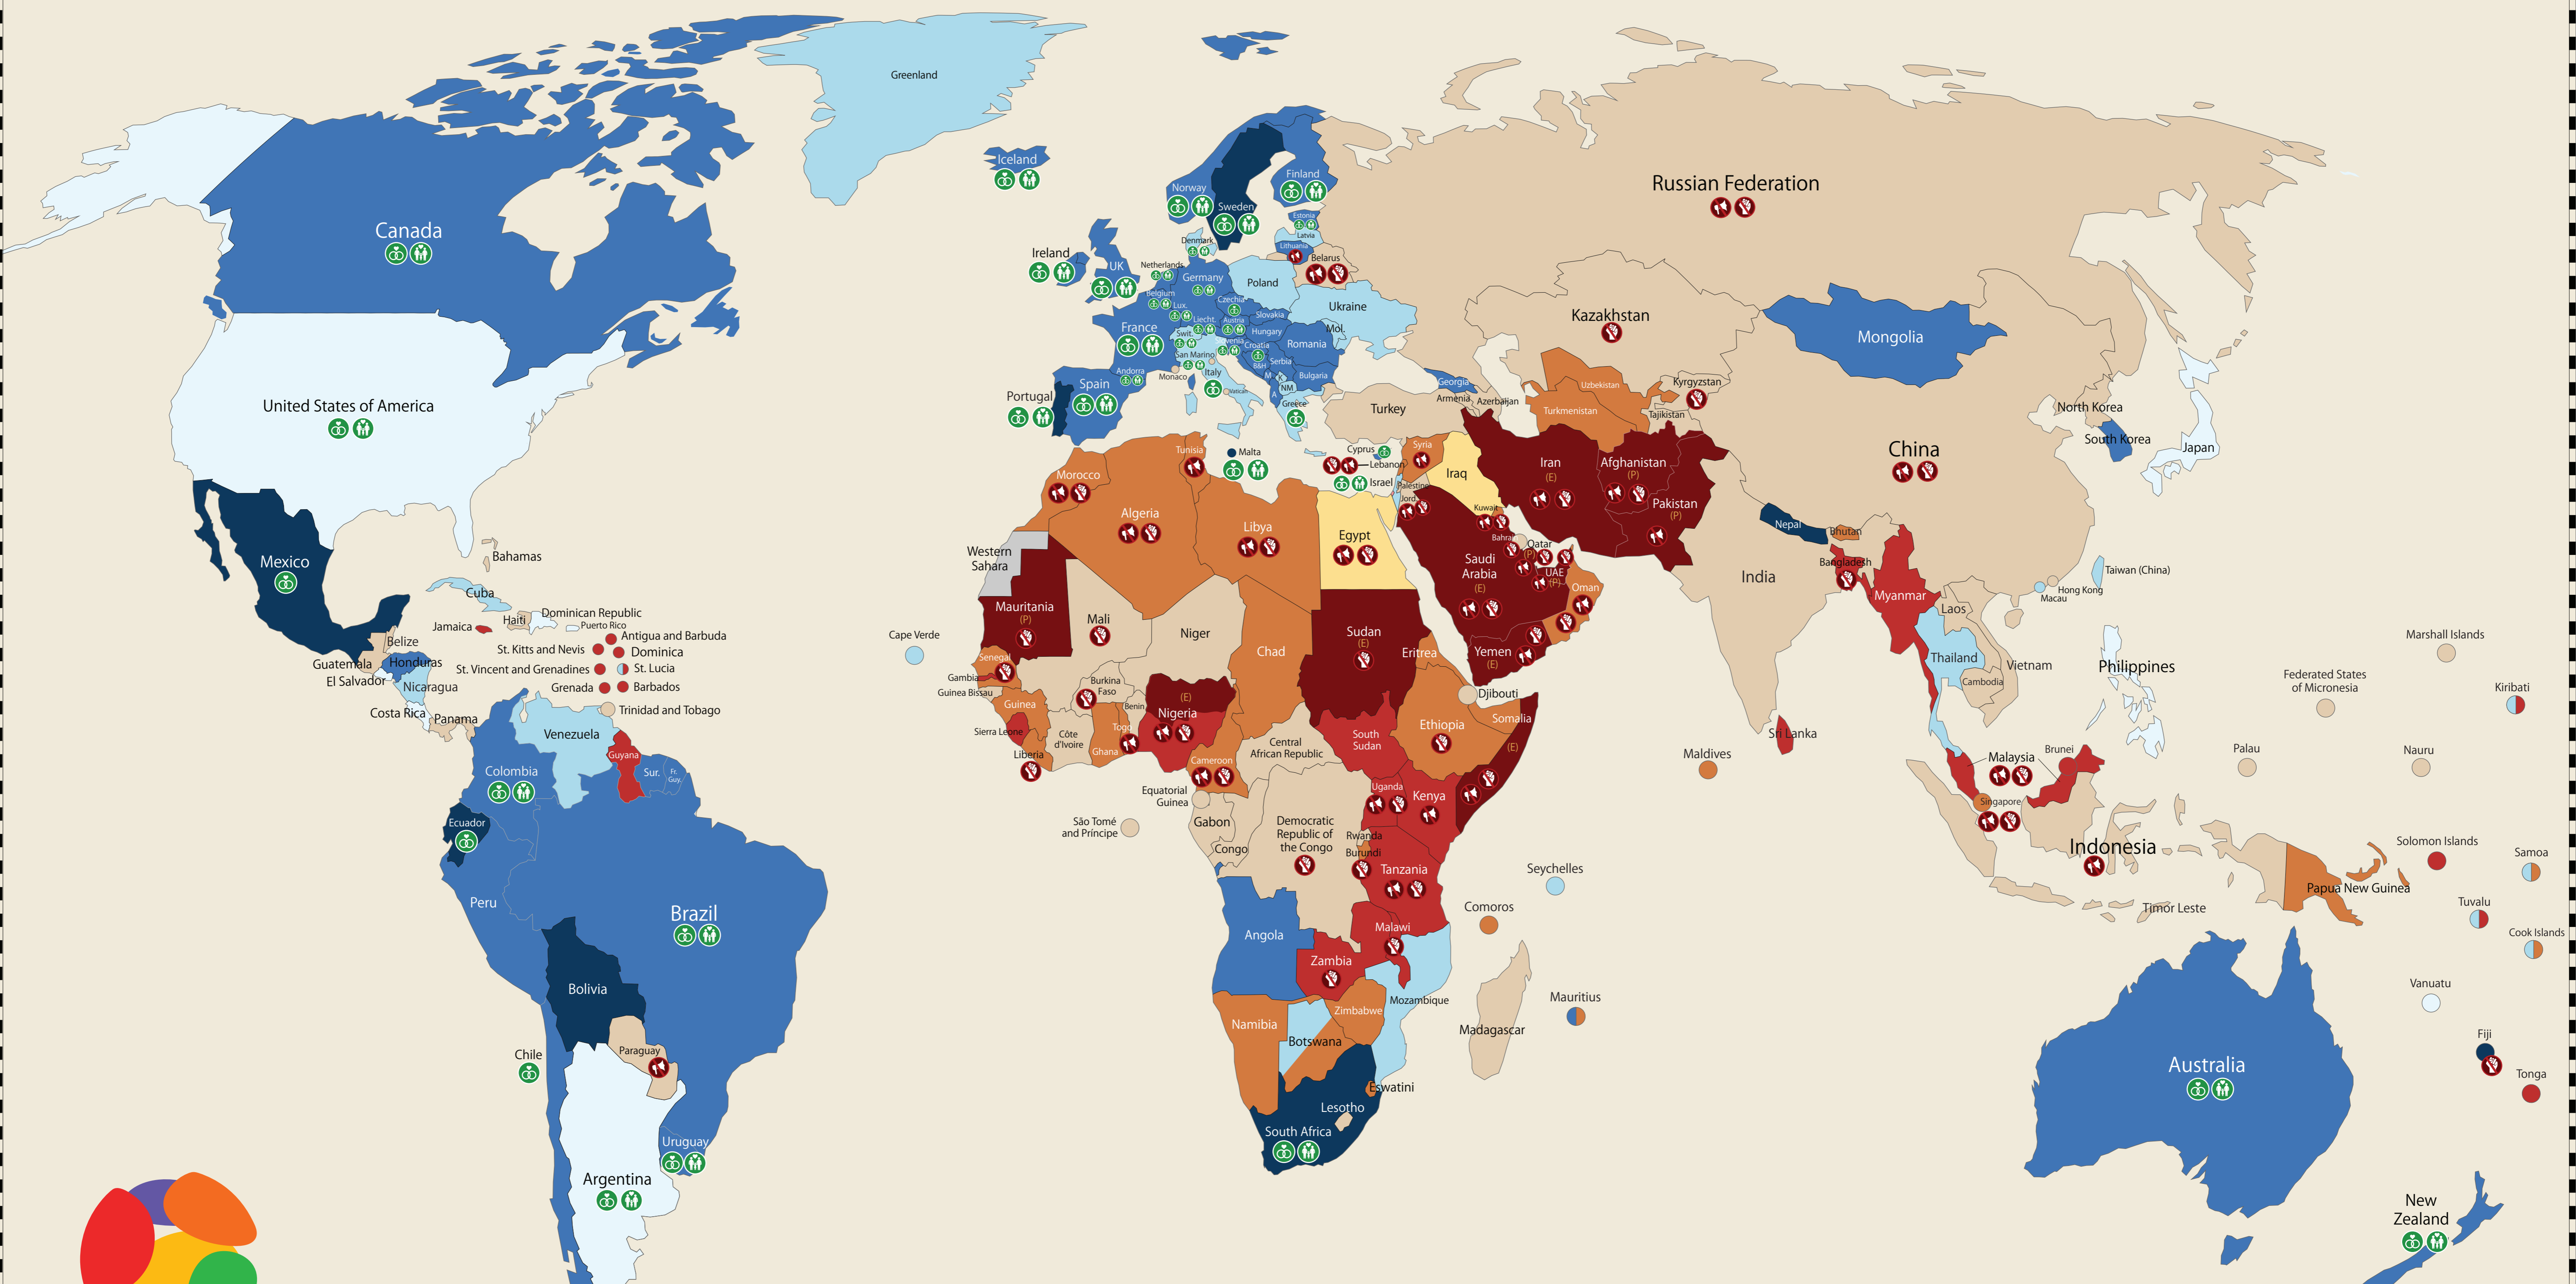 Greenland
Iceland
Canada
United States of America
Mexico
Bahamas
Cuba
Jamaica
Haiti
Dominican Republic
Puerto Rico
Belize
Guatemala
Honduras
El Salvador
Nicaragua
Costa Rica
Panama
Antigua and Barbuda
St. Kitts and Nevis
Dominica
St. Vincent and Grenadines
St. Lucia
Grenada
Barbados
Trinidad and Tobago
Venezuela
Guyana
Sur.
Fr.
Guy.
Colombia
Ecuador
Peru
Brazil
Bolivia
Paraguay
Chile
Uruguay
Argentina
Norway
Sweden
Finland
Estonia
Latvia
Lithuania
Denmark
Ireland
UK
Netherlands
Belarus
Germany
Poland
Belgium
Lux.
Czechia
Ukraine
Slovakia
Liecht.
Austria
France
Swit.
Hungary
Mol.
Slovenia
Croatia
Romania
San Marino
B&H
Serbia
Andorra
Monaco
Italy
M
K
Bulgaria
Spain
Vatican
NM
A
Portugal
Greece
Malta
Cyprus
Turkey
Georgia
Armenia
Azerbaijan
Russian Federation
Kazakhstan
Uzbekistan
Turkmenistan
Kyrgyzstan
Tajikistan
Mongolia
China
North Korea
South Korea
Japan
Syria
Lebanon
Israel
Palestine
Jord.
Iraq
Iran
(E)
Afghanistan
(P)
Pakistan
(P)
Kuwait
Bahrain
Qatar
(P)
UAE
(P)
Saudi
Arabia
(E)
Oman
Yemen
(E)
Nepal
Bhutan
Bangladesh
India
Myanmar
Laos
Thailand
Vietnam
Cambodia
Sri Lanka
Maldives
Hong Kong
Macau
Taiwan (China)
Philippines
Malaysia
Brunei
Singapore
Indonesia
Timor Leste
Papua New Guinea
Morocco
Tunisia
Algeria
Libya
Egypt
Western
Sahara
Mauritania
(P)
Mali
Niger
Chad
Sudan
(E)
Eritrea
Djibouti
Cape Verde
Senegal
Gambia
Guinea Bissau
Guinea
Sierra Leone
Liberia
Côte
d'Ivoire
Burkina
Faso
Ghana
Togo
Benin
(E)
Nigeria
Cameroon
Central
African Republic
South
Sudan
Ethiopia
Somalia
(E)
Equatorial
Guinea
São Tomé
and Príncipe
Gabon
Congo
Democratic
Republic of
the Congo
Uganda
Kenya
Rwanda
Burundi
Tanzania
Seychelles
Comoros
Angola
Zambia
Malawi
Mozambique
Zimbabwe
Namibia
Botswana
Madagascar
Mauritius
Eswatini
Lesotho
South Africa
Marshall Islands
Federated States
of Micronesia
Kiribati
Palau
Nauru
Solomon Islands
Samoa
Tuvalu
Cook Islands
Vanuatu
Fiji
Tonga
Australia
New
Zealand